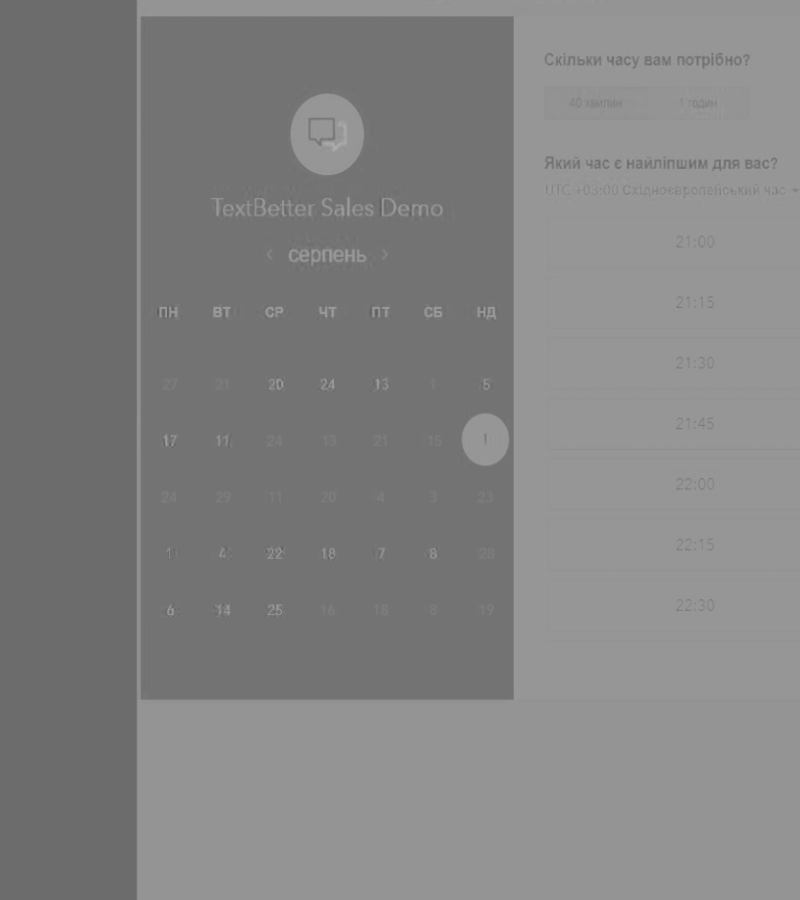 TextBetter Sales Demo
‹ серпень ›
ПН ВТ СР ЧТ ПТ СБ НД
27 21 20 24 13 1 5
17 11 24 13 21 15 !
24 29 11 20 4 3 23
1 4 22 18 7 8 28
6 14 25 16 18 8 19
Скільки часу вам потрібно?
40 хвилин 1 годин
Який час є найліпшим для вас?
UTC +03:00 Східноєвропейський час
21:00
21:15
21:30
21:45
22:00
22:15
22:30